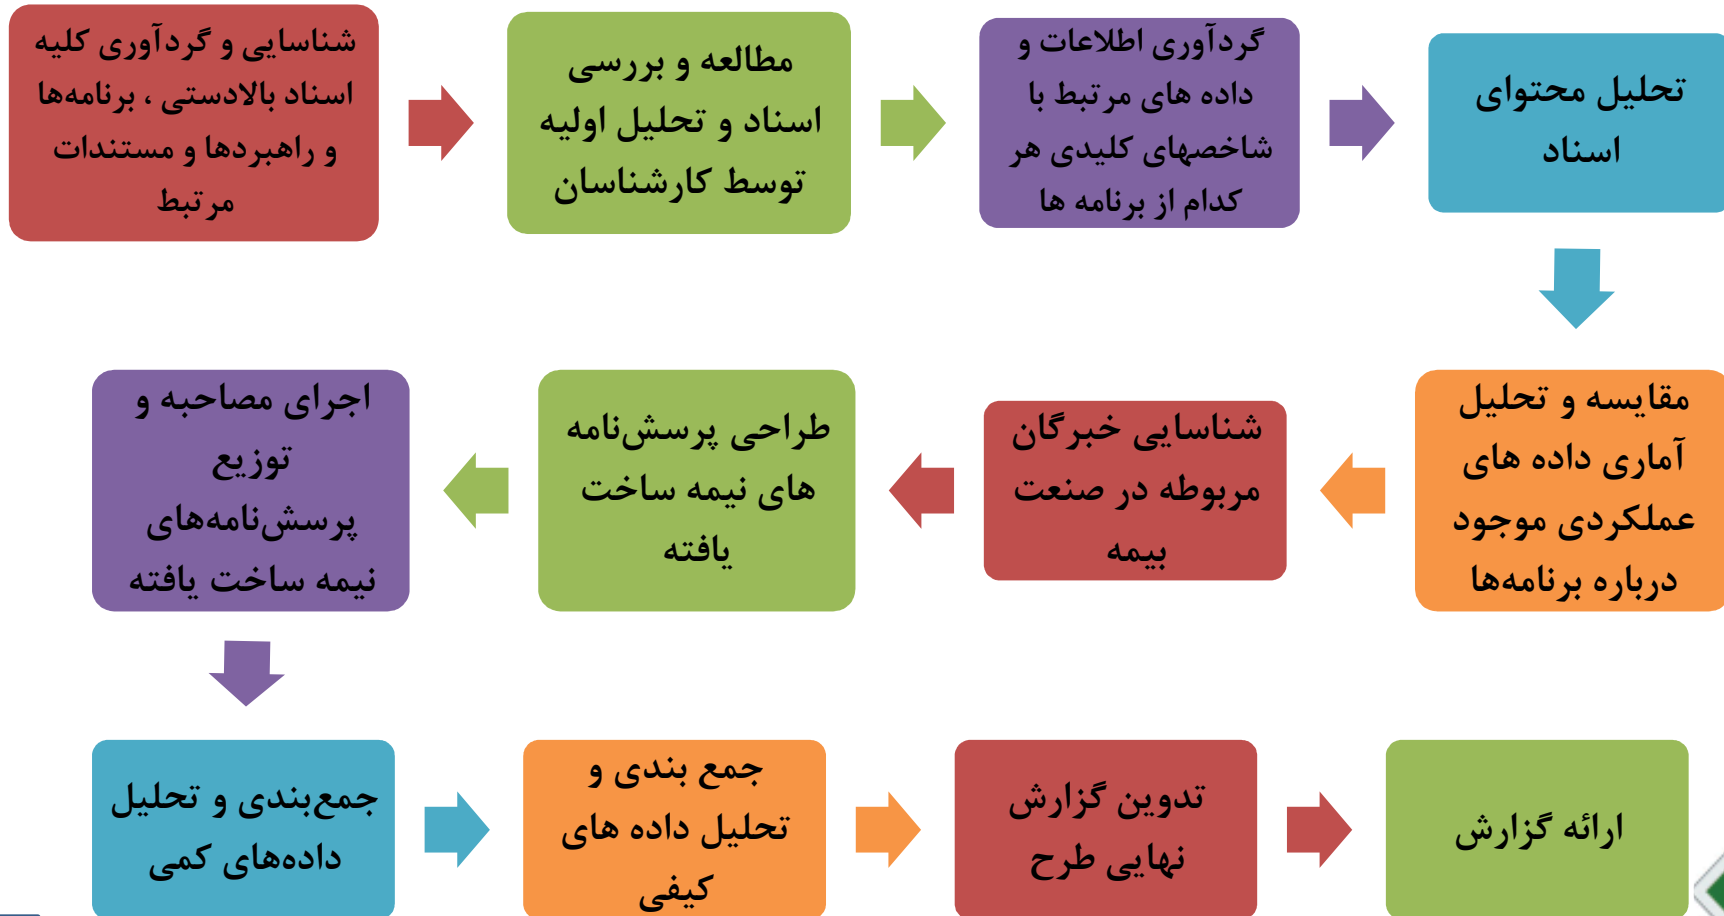 شناسایی و گردآوری کلیه
اسناد بالادستی ، برنامه‌ها
و راهبردها و مستندات
مرتبط
مطالعه و بررسی
اسناد و تحلیل اولیه
توسط کارشناسان
گردآوری اطلاعات و
داده های مرتبط با
شاخصهای کلیدی هر
کدام از برنامه ها
تحلیل محتوای
اسناد
مقایسه و تحلیل
آماری داده های
عملکردی موجود
درباره برنامه‌ها
شناسایی خبرگان
مربوطه در صنعت
بیمه
طراحی پرسش‌نامه
های نیمه ساخت
یافته
اجرای مصاحبه و
توزیع
پرسش‌نامه‌های
نیمه ساخت یافته
جمع‌بندی و تحلیل
داده‌های کمی
جمع بندی و
تحلیل داده های
کیفی
تدوین گزارش
نهایی طرح
ارائه گزارش